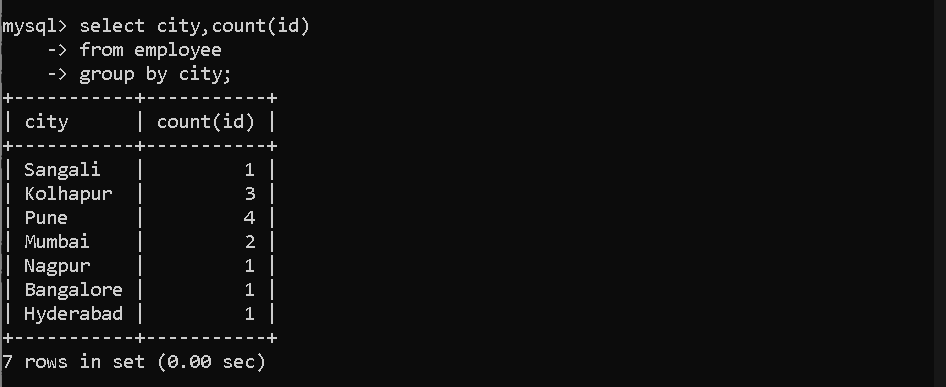 mysql> select city,count(id)
    -> from employee
    -> group by city;
+-----------+-----------+
| city      | count(id) |
+-----------+-----------+
| Sangali   |         1 |
| Kolhapur  |         3 |
| Pune      |         4 |
| Mumbai    |         2 |
| Nagpur    |         1 |
| Bangalore |         1 |
| Hyderabad |         1 |
+-----------+-----------+
7 rows in set (0.00 sec)